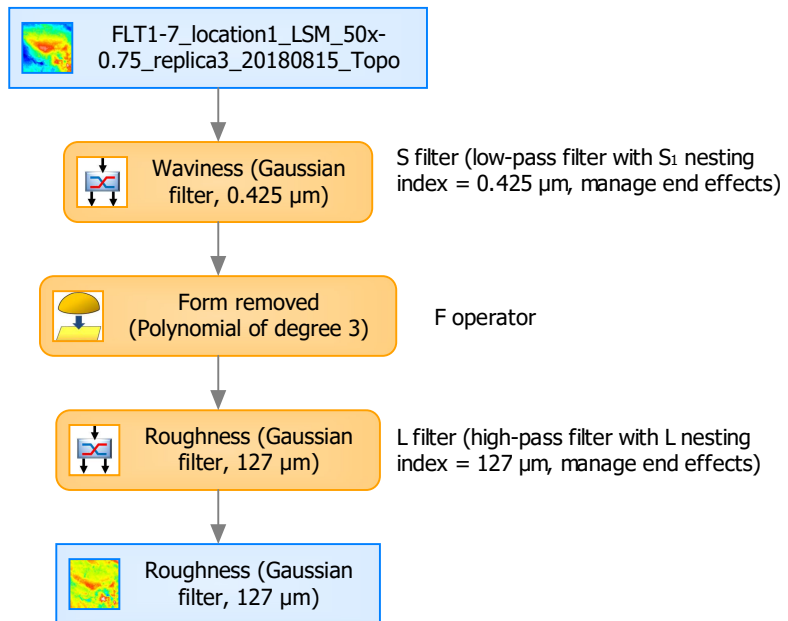 FLT1-7_location1_LSM_50x-
0.75_replica3_20180815_Topo
Waviness (Gaussian
filter, 0.425 µm)
S filter (low-pass filter with S₁ nesting
index = 0.425 µm, manage end effects)
Form removed
(Polynomial of degree 3)
F operator
Roughness (Gaussian
filter, 127 µm)
L filter (high-pass filter with L nesting
index = 127 µm, manage end effects)
Roughness (Gaussian
filter, 127 µm)